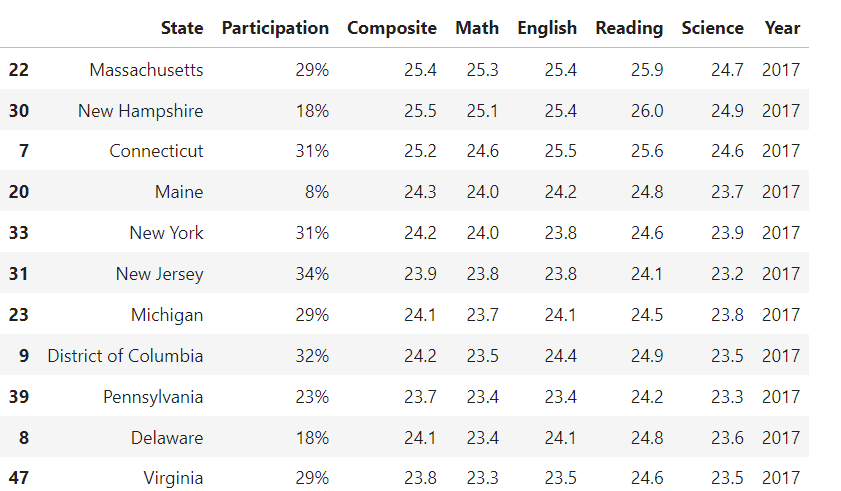 State Participation Composite Math English Reading Science Year
22 Massachusetts 29% 25.4 25.3 25.4 25.9 24.7 2017
30 New Hampshire 18% 25.5 25.1 25.4 26.0 24.9 2017
7 Connecticut 31% 25.2 24.6 25.5 25.6 24.6 2017
20 Maine 8% 24.3 24.0 24.2 24.8 23.7 2017
33 New York 31% 24.2 24.0 23.8 24.6 23.9 2017
31 New Jersey 34% 23.9 23.8 23.8 24.1 23.2 2017
23 Michigan 29% 24.1 23.7 24.1 24.5 23.8 2017
9 District of Columbia 32% 24.2 23.5 24.4 24.9 23.5 2017
39 Pennsylvania 23% 23.7 23.4 23.4 24.2 23.3 2017
8 Delaware 18% 24.1 23.4 24.1 24.8 23.6 2017
47 Virginia 29% 23.8 23.3 23.5 24.6 23.5 2017